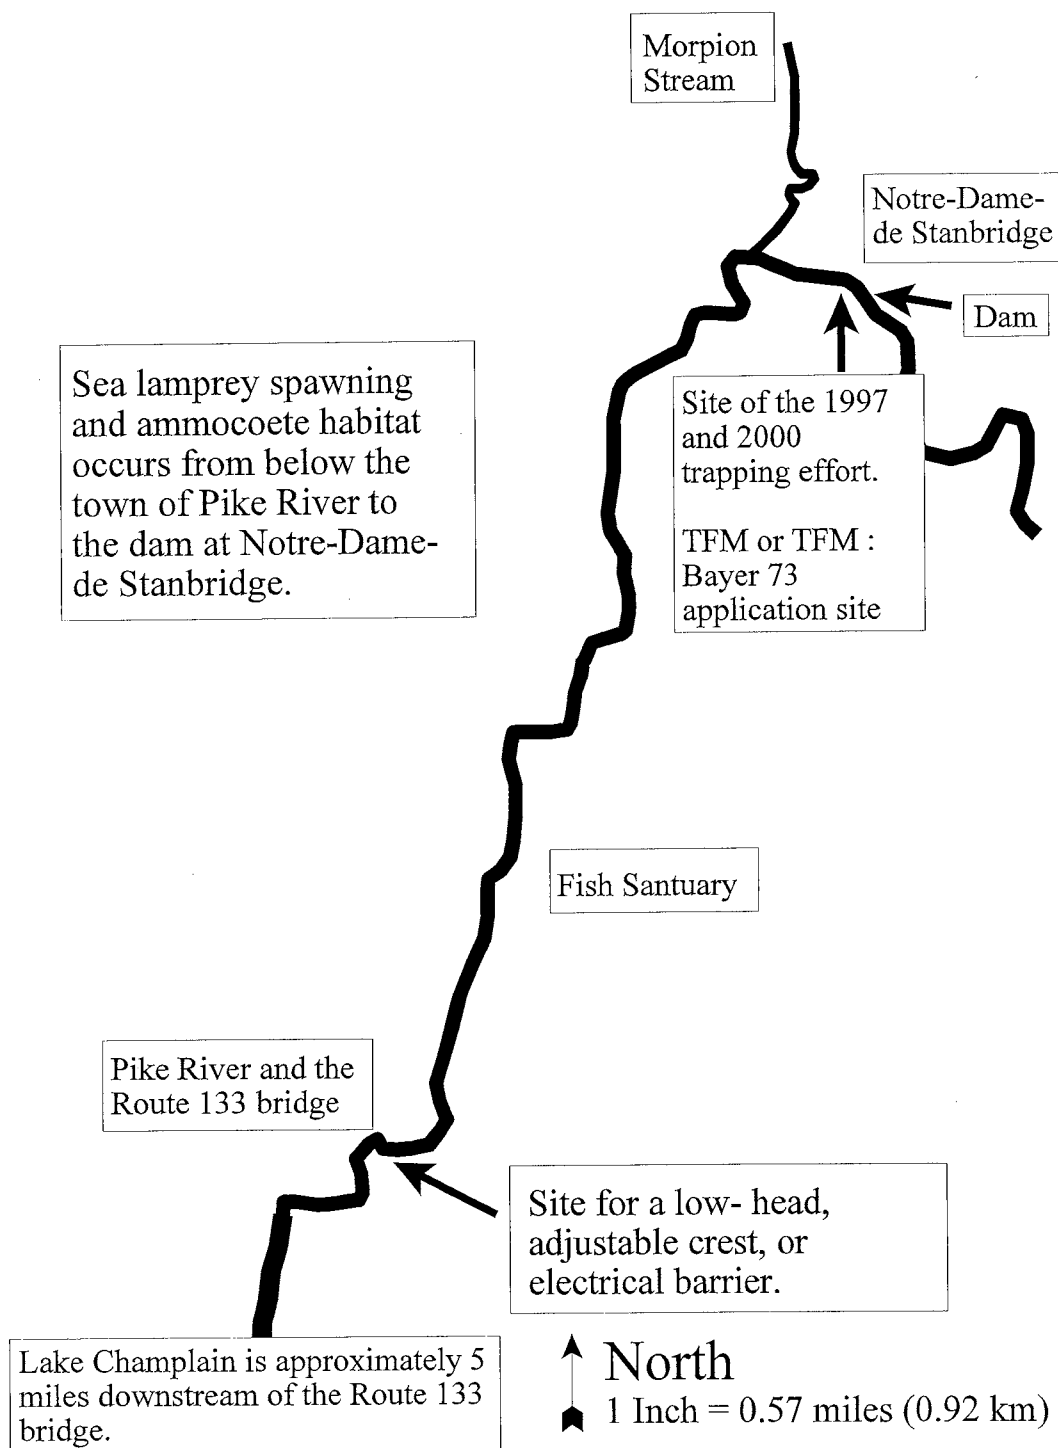 Morpion
Stream
Notre-Dame-
de Stanbridge
Dam
Sea lamprey spawning
and ammocoete habitat
occurs from below the
town of Pike River to
the dam at Notre-Dame-
de Stanbridge.
Site of the 1997
and 2000
trapping effort.
TFM or TFM :
Bayer 73
application site
Fish Santuary
Pike River and the
Route 133 bridge
Site for a low- head,
adjustable crest, or
electrical barrier.
Lake Champlain is approximately 5
miles downstream of the Route 133
bridge.
North
1 Inch = 0.57 miles (0.92 km)